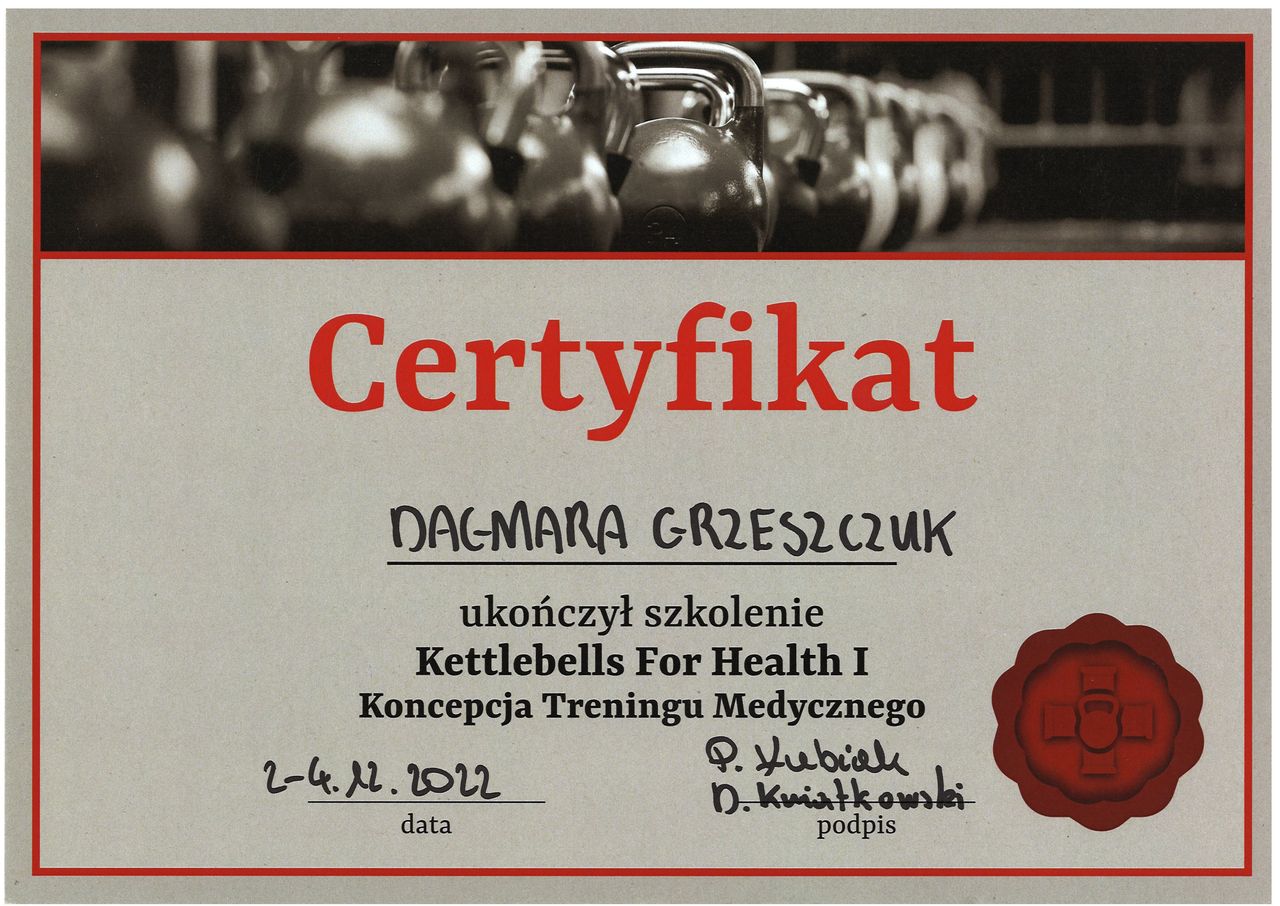 Certyfikat
DAGMARA GRZESZCZUK
ukończył szkolenie
Kettlebells For Health I
Koncepcja Treningu Medycznego
2-4.12.2022
P. Kubiak
D. Kwiatkowski
data
podpis